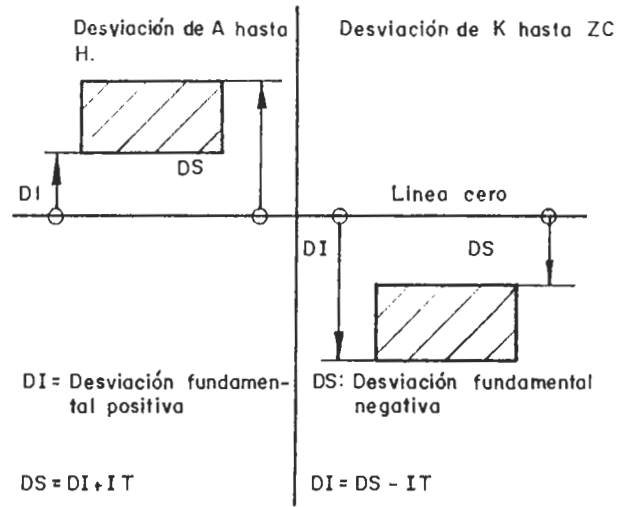 Desviación de A hasta
H.
DS
DI
Desviación de K hasta ZC
Linea cero
DI
DS
DI= Desviación fundamen-
tal positiva
DS: Desviación fundamental
negativa
DS=DI+IT
DI=DS-IT